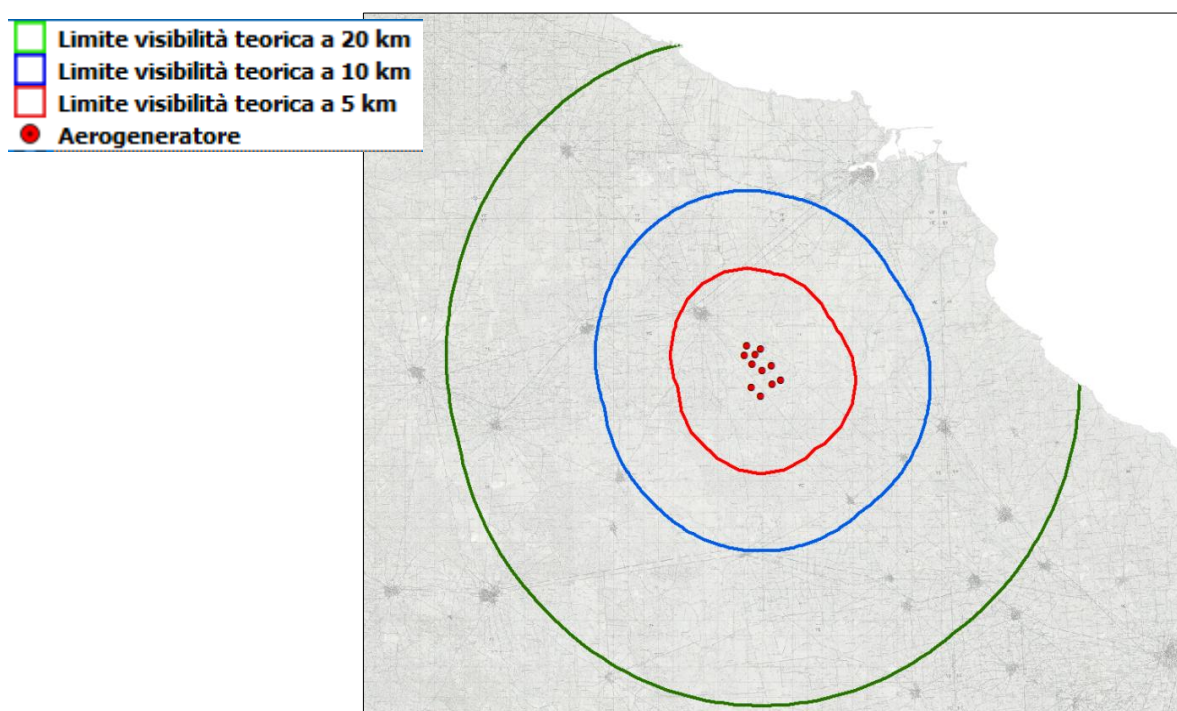 Limite visibilità teorica a 20 km
Limite visibilità teorica a 10 km
Limite visibilità teorica a 5 km
Aerogeneratore